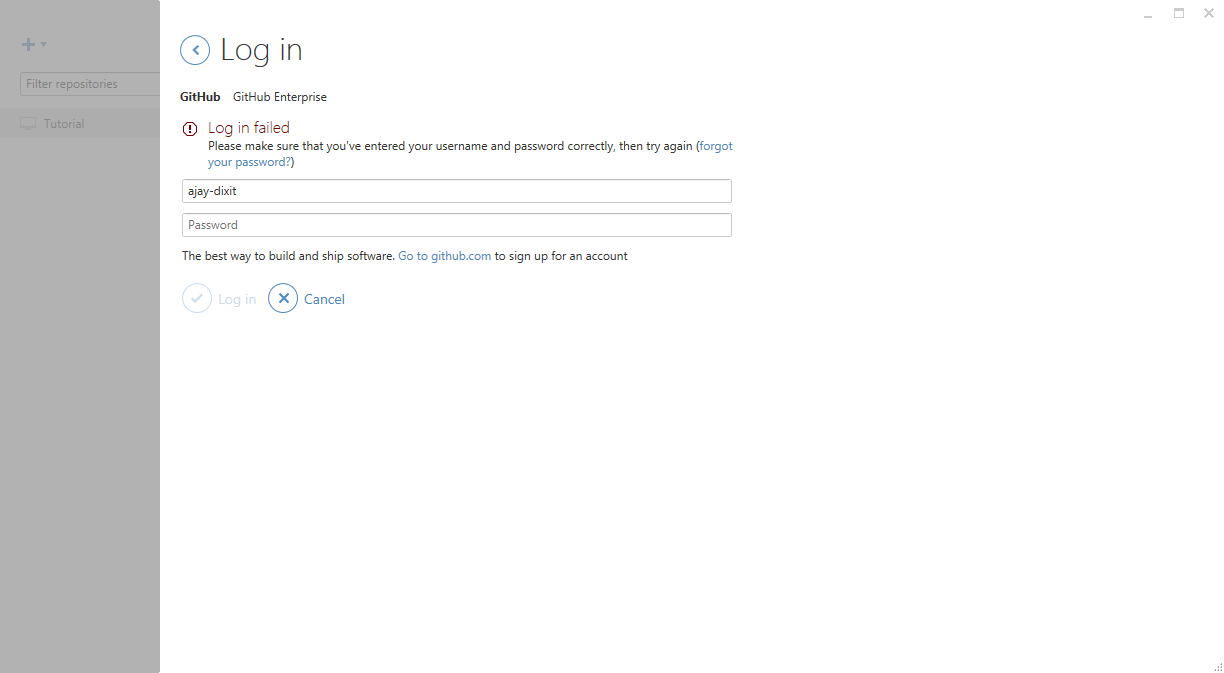 Log in
GitHub GitHub Enterprise
Filter repositories
Tutorial
Log in failed
Please make sure that you've entered your username and password correctly, then try again (forgot
your password?)
ajay-dixit
Password
The best way to build and ship software. Go to github.com to sign up for an account
Log in Cancel